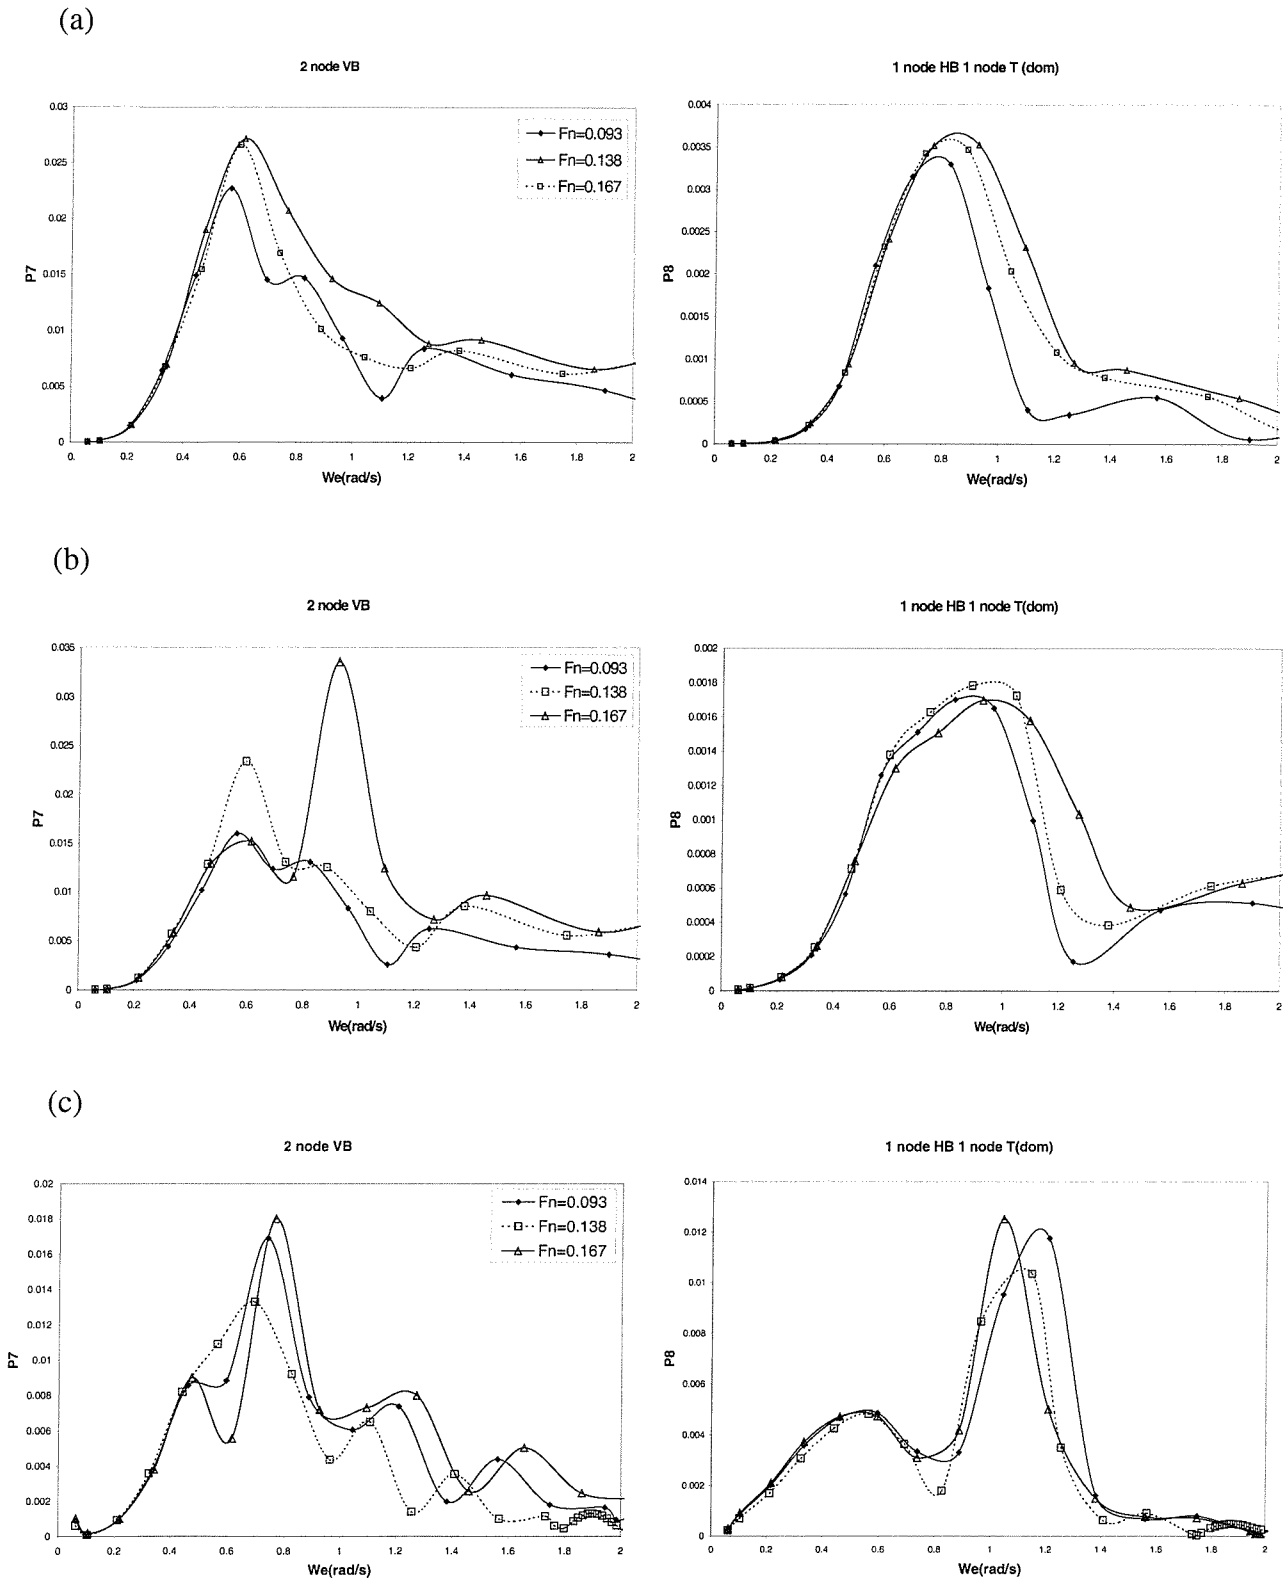 (a)
2 node VB
P7
0.03
0.025
0.02
0.015
0.01
0.005
0
0 0.2 0.4 0.6 0.8 1 1.2 1.4 1.6 1.8 2
We(rad/s)
Fn=0.093
Fn=0.138
Fn=0.167
1 node HB 1 node T (dom)
P8
0.004
0.0035
0.003
0.0025
0.002
0.0015
0.001
0.0005
0
0 0.2 0.4 0.6 0.8 1 1.2 1.4 1.6 1.8 2
We(rad/s)
(b)
2 node VB
P7
0.035
0.03
0.025
0.02
0.015
0.01
0.005
0
0 0.2 0.4 0.6 0.8 1 1.2 1.4 1.6 1.8 2
We(rad/s)
Fn=0.093
Fn=0.138
Fn=0.167
1 node HB 1 node T(dom)
P8
0.002
0.0018
0.0016
0.0014
0.0012
0.001
0.0008
0.0006
0.0004
0.0002
0
0 0.2 0.4 0.6 0.8 1 1.2 1.4 1.6 1.8 2
We(rad/s)
(c)
2 node VB
P7
0.02
0.018
0.016
0.014
0.012
0.01
0.008
0.006
0.004
0.002
0
0 0.2 0.4 0.6 0.8 1 1.2 1.4 1.6 1.8 2
We(rad/s)
Fn=0.093
Fn=0.138
Fn=0.167
1 node HB 1 node T(dom)
P8
0.014
0.012
0.01
0.008
0.006
0.004
0.002
0
0 0.2 0.4 0.6 0.8 1 1.2 1.4 1.6 1.8 2
We(rad/s)